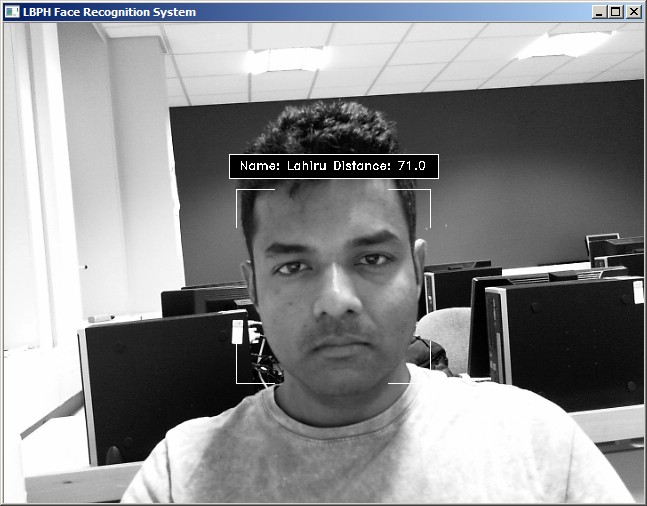 LBPH Face Recognition System
Name: Lahiru Distance: 71.0